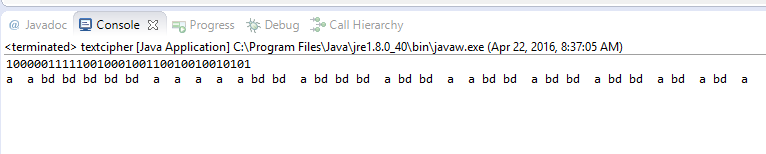 @ Javadoc Console Progress Debug Call Hierarchy
<terminated> textcipher [Java Application] C:\Program Files\Java\jre1.8.0_40\bin\javaw.exe (Apr 22, 2016, 8:37:05 AM)
10000011111001000100110010010010101
a  a bd bd bd bd bd  a  a  a  a  a bd bd  a bd bd bd  a bd bd  a  a bd bd  a bd bd  a bd bd  a bd  a bd  a